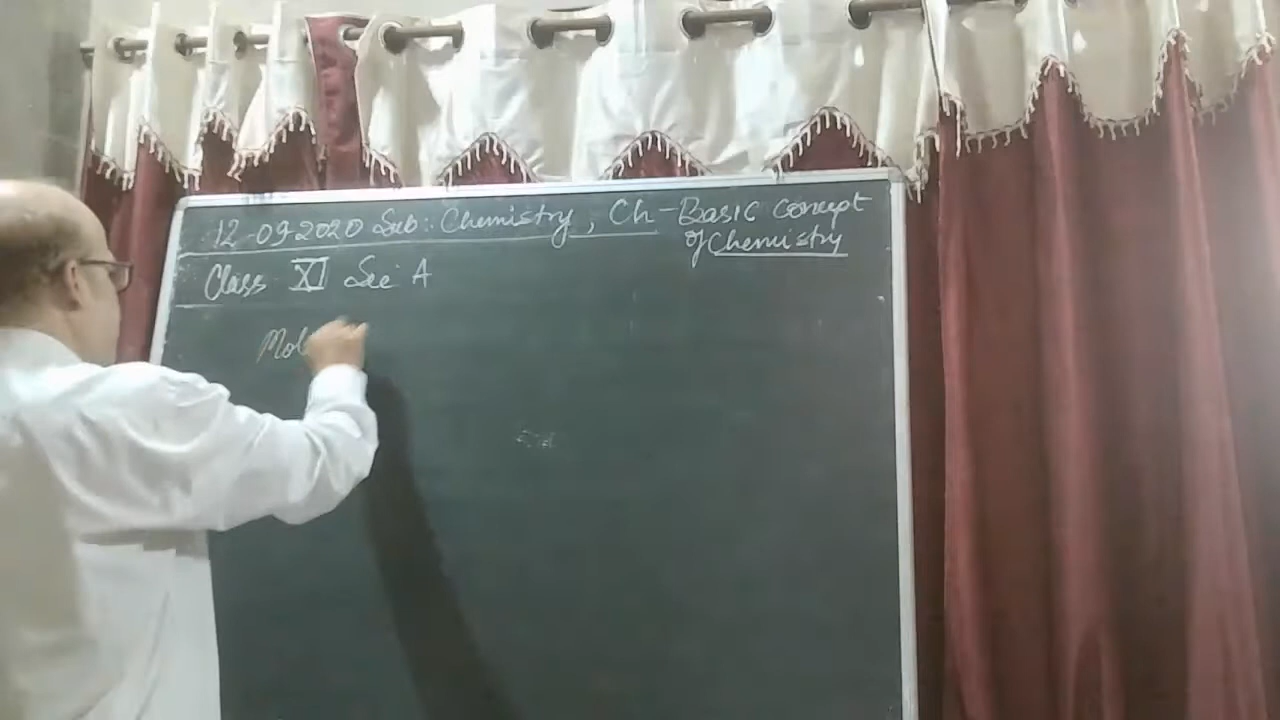 12-09-2020 Sub: Chemistry, Ch-Basic concept
of Chemistry
Class XI Sec A
Mol